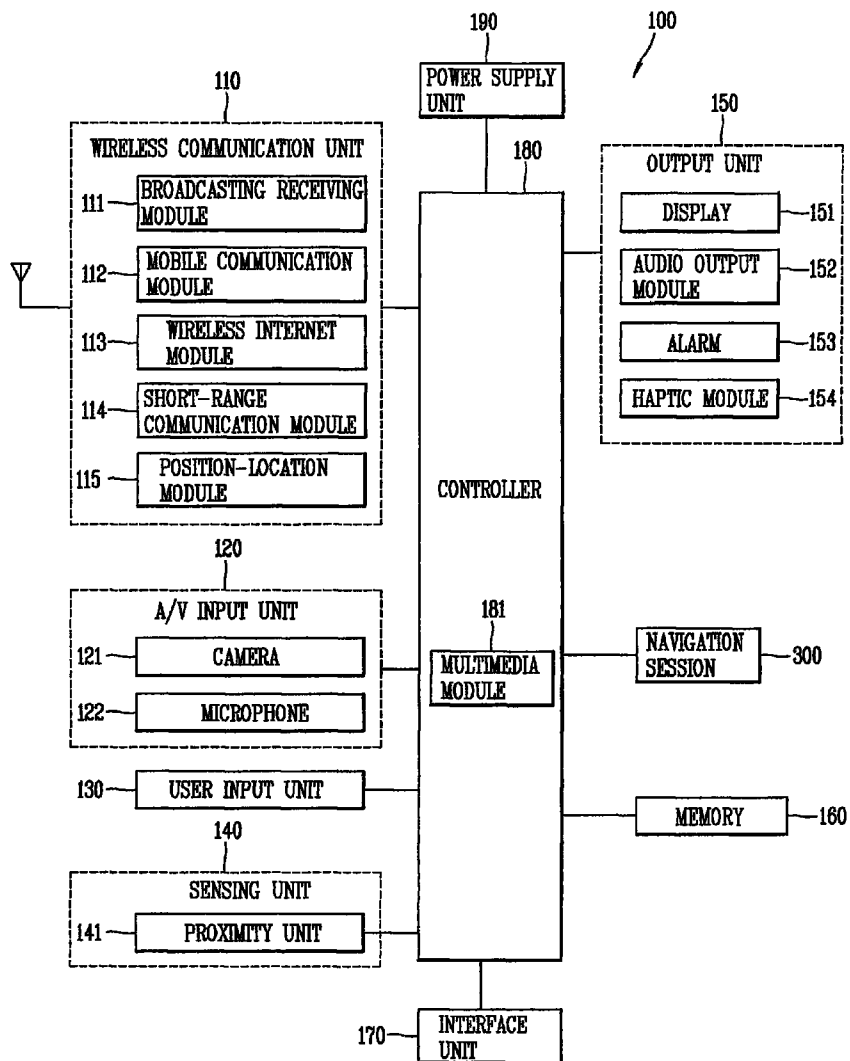 190
100
POWER SUPPLY
UNIT
110
WIRELESS COMMUNICATION UNIT
111
BROADCASTING RECEIVING
MODULE
112
MOBILE COMMUNICATION
MODULE
113
WIRELESS INTERNET
MODULE
114
SHORT-RANGE
COMMUNICATION MODULE
115
POSITION-LOCATION
MODULE
180
CONTROLLER
181
MULTIMEDIA
MODULE
150
OUTPUT UNIT
DISPLAY
151
AUDIO OUTPUT
MODULE
152
ALARM
153
HAPTIC MODULE
154
120
A/V INPUT UNIT
121
CAMERA
122
MICROPHONE
130
USER INPUT UNIT
140
SENSING UNIT
141
PROXIMITY UNIT
NAVIGATION
SESSION
300
MEMORY
160
170
INTERFACE
UNIT